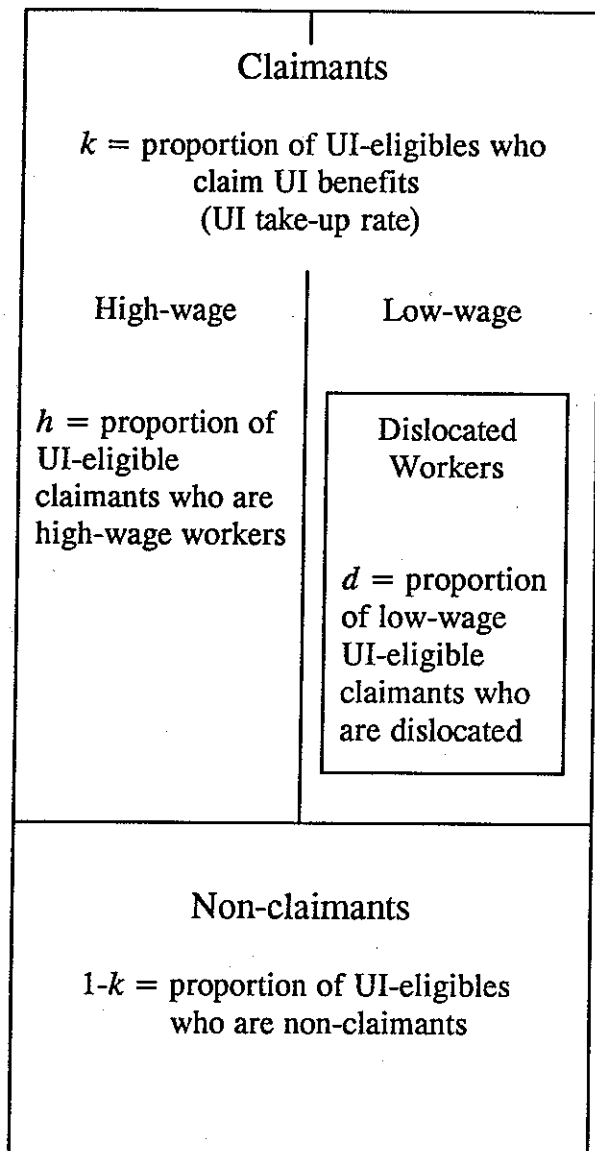 Claimants
k = proportion of UI-eligibles who
claim UI benefits
(UI take-up rate)
High-wage
Low-wage
h = proportion of
UI-eligible
claimants who are
high-wage workers
Dislocated
Workers
d = proportion
of low-wage
UI-eligible
claimants who
are dislocated
Non-claimants
1-k = proportion of UI-eligibles
who are non-claimants